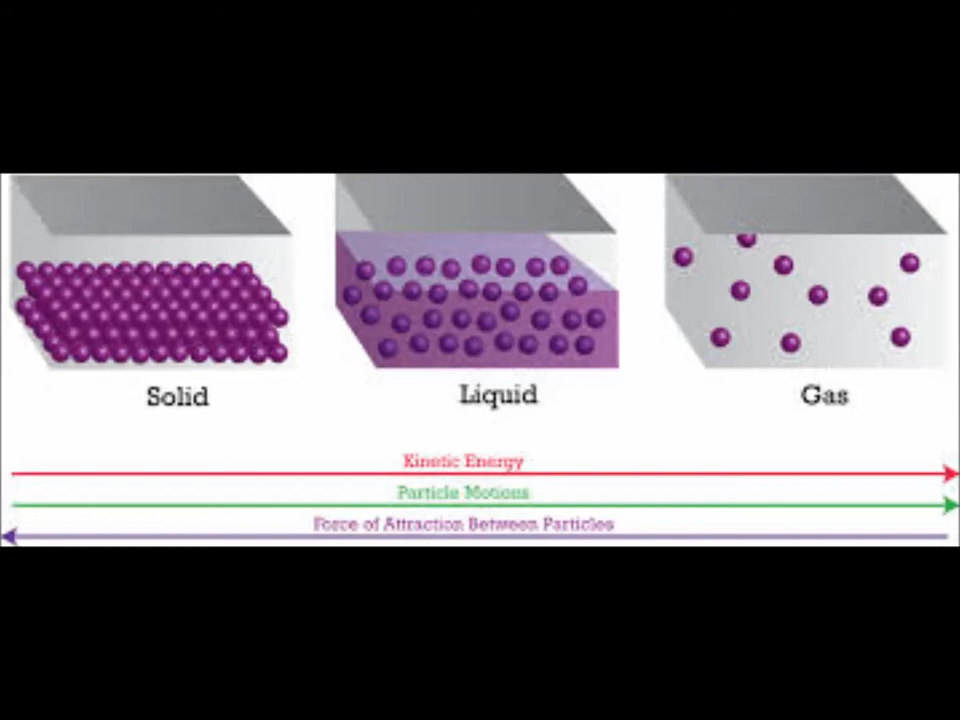 Solid
Liquid
Gas
Kinetic Energy
Particle Motions
Force of Attraction Between Particles